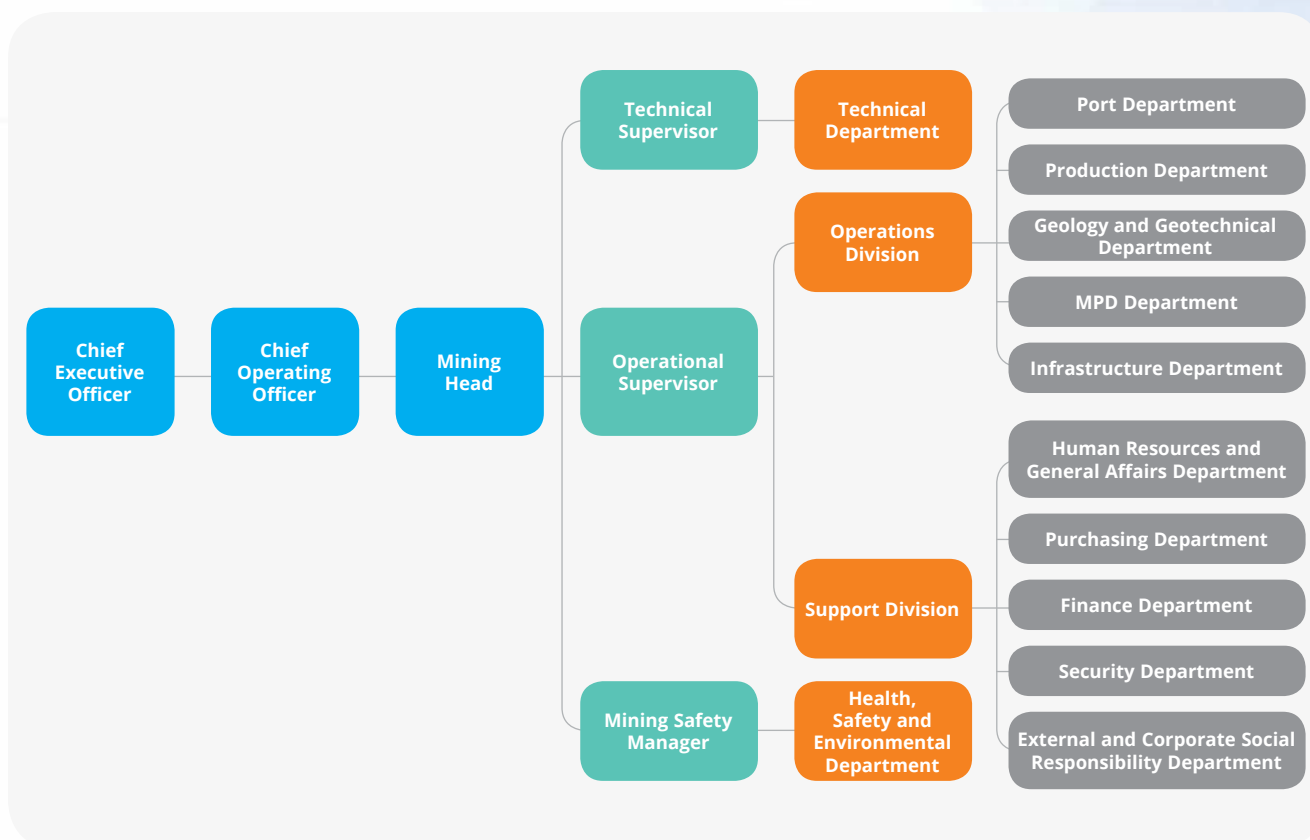 Chief
Executive
Officer
Chief
Operating
Officer
Mining
Head
Technical
Supervisor
Operational
Supervisor
Mining Safety
Manager
Technical
Department
Operations
Division
Support Division
Health,
Safety and
Environmental
Department
Port Department
Production Department
Geology and Geotechnical
Department
MPD Department
Infrastructure Department
Human Resources and
General Affairs Department
Purchasing Department
Finance Department
Security Department
External and Corporate Social
Responsibility Department